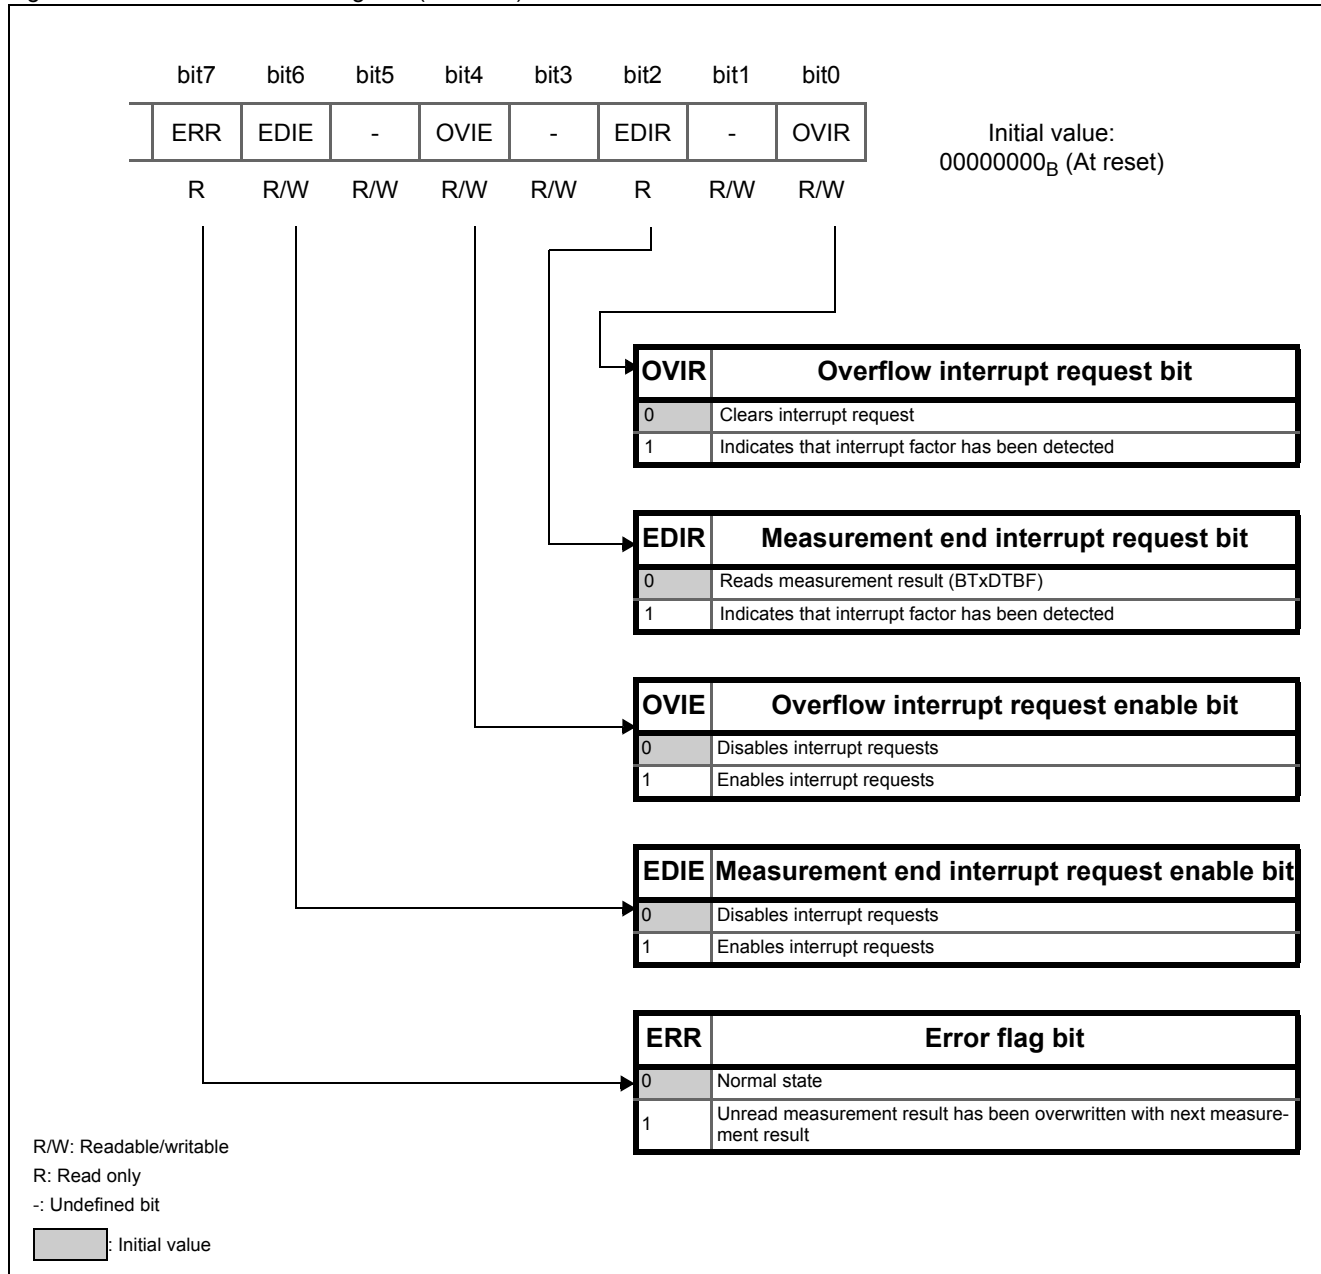 bit7 bit6 bit5 bit4 bit3 bit2 bit1 bit0
ERR EDIE - OVIE - EDIR - OVIR
Initial value:
00000000B (At reset)
R R/W R/W R/W R/W R R/W R/W
OVIR Overflow interrupt request bit
0 Clears interrupt request
1 Indicates that interrupt factor has been detected
EDIR Measurement end interrupt request bit
0 Reads measurement result (BTxDTBF)
1 Indicates that interrupt factor has been detected
OVIE Overflow interrupt request enable bit
0 Disables interrupt requests
1 Enables interrupt requests
EDIE Measurement end interrupt request enable bit
0 Disables interrupt requests
1 Enables interrupt requests
ERR Error flag bit
0 Normal state
1 Unread measurement result has been overwritten with next measure-
ment result
R/W: Readable/writable
R: Read only
-: Undefined bit
: Initial value